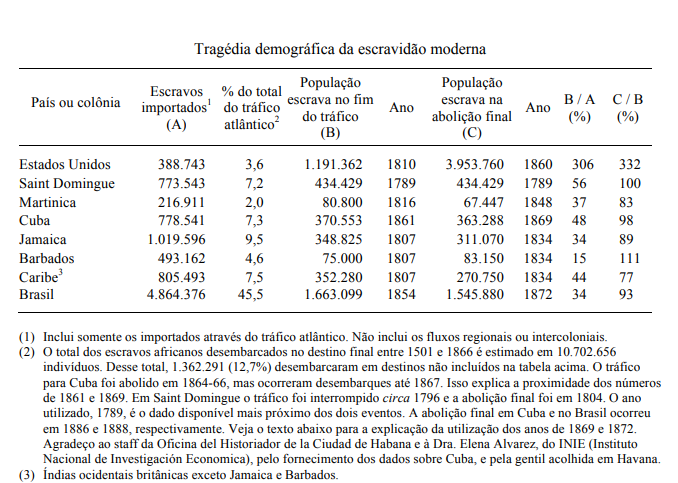 Tragédia demográfica da escravidão moderna
País ou colônia Escravos importados1 (A) % do total do tráfico atlântico2 População escrava no fim do tráfico (B) Ano População escrava na abolição final (C) Ano B / A (%) C / B (%)
Estados Unidos 388.743 3,6 1.191.362 1810 3.953.760 1860 306 332
Saint Domingue 773.543 7,2 434.429 1789 434.429 1789 56 100
Martinica 216.911 2,0 80.800 1816 67.447 1848 37 83
Cuba 778.541 7,3 370.553 1861 363.288 1869 48 98
Jamaica 1.019.596 9,5 348.825 1807 311.070 1834 34 89
Barbados 493.162 4,6 75.000 1807 83.150 1834 15 111
Caribe3 805.493 7,5 352.280 1807 270.750 1834 44 77
Brasil 4.864.376 45,5 1.663.099 1854 1.545.880 1872 34 93
(1) Inclui somente os importados através do tráfico atlântico. Não inclui os fluxos regionais ou intercoloniais.
(2) O total dos escravos africanos desembarcados no destino final entre 1501 e 1866 é estimado em 10.702.656
indivíduos. Desse total, 1.362.291 (12,7%) desembarcaram em destinos não incluídos na tabela acima. O tráfico
para Cuba foi abolido em 1864-66, mas ocorreram desembarques até 1867. Isso explica a proximidade dos números
de 1861 e 1869. Em Saint Domingue o tráfico foi interrompido circa 1796 e a abolição final foi em 1804. O ano
utilizado, 1789, é o dado disponível mais próximo dos dois eventos. A abolição final em Cuba e no Brasil ocorreu
em 1886 e 1888, respectivamente. Veja o texto abaixo para a explicação da utilização dos anos de 1869 e 1872.
Agradeço ao staff da Oficina del Historiador de la Ciudad de Habana e à Dra. Elena Alvarez, do INIE (Instituto
Nacional de Investigación Economica), pelo fornecimento dos dados sobre Cuba, e pela gentil acolhida em Havana.
(3) Índias ocidentais britânicas exceto Jamaica e Barbados.